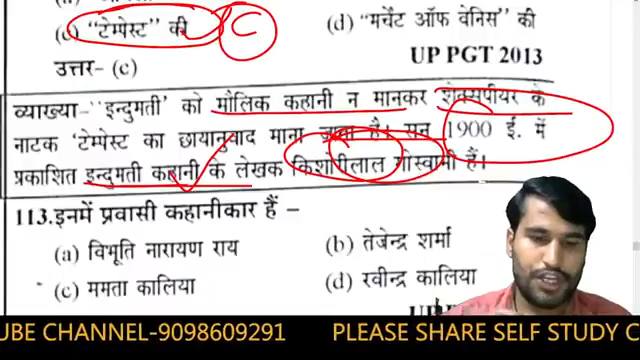 (c) “टेम्पेस्ट” की
C
(d) “मर्चेंट ऑफ वेनिस” की
UP PGT 2013
उत्तर- (c)
व्याख्या-"इन्दुमती' को मौलिक कहानी न मानकर शेक्सपीयर के
नाटक 'टेम्पेस्ट का छायानुवाद माना जाता है। सन् 1900 ई. में
प्रकाशित इन्दुमती कहानी के लेखक किशोरीलाल गोस्वामी हैं।
113.इनमें प्रवासी कहानीकार हैं –
(a) विभूति नारायण राय
(b) तेजेन्द्र शर्मा
(c) ममता कालिया
(d) रवीन्द्र कालिया
UBE CHANNEL-9098609291 PLEASE SHARE SELF STUDY C